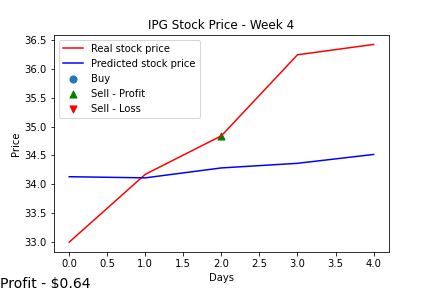 IPG Stock Price - Week 4
Real stock price
Predicted stock price
Buy
Sell - Profit
Sell - Loss
36.5
36.0
35.5
35.0
34.5
34.0
33.5
33.0
Price
0.0 0.5 1.0 1.5 2.0 2.5 3.0 3.5 4.0
Days
Profit - $0.64